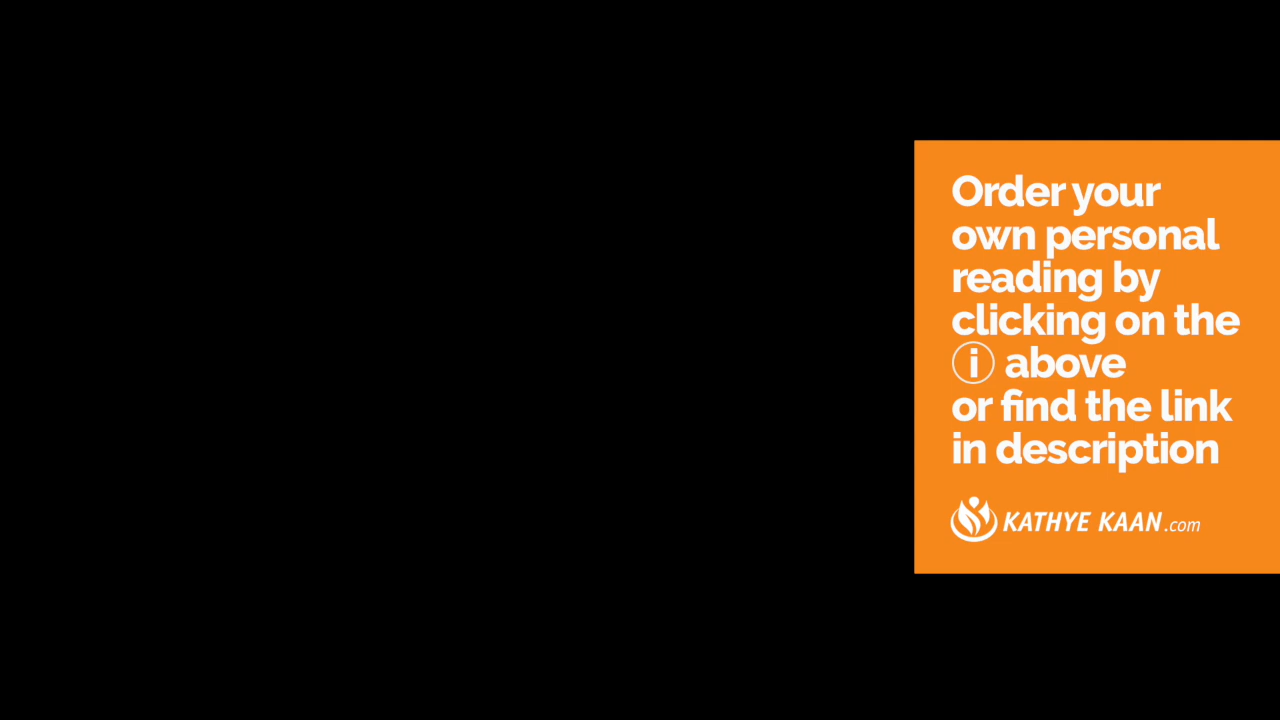 Order your
own personal
reading by
clicking on the
i above
or find the link
in description
KATHYE KAAN.com